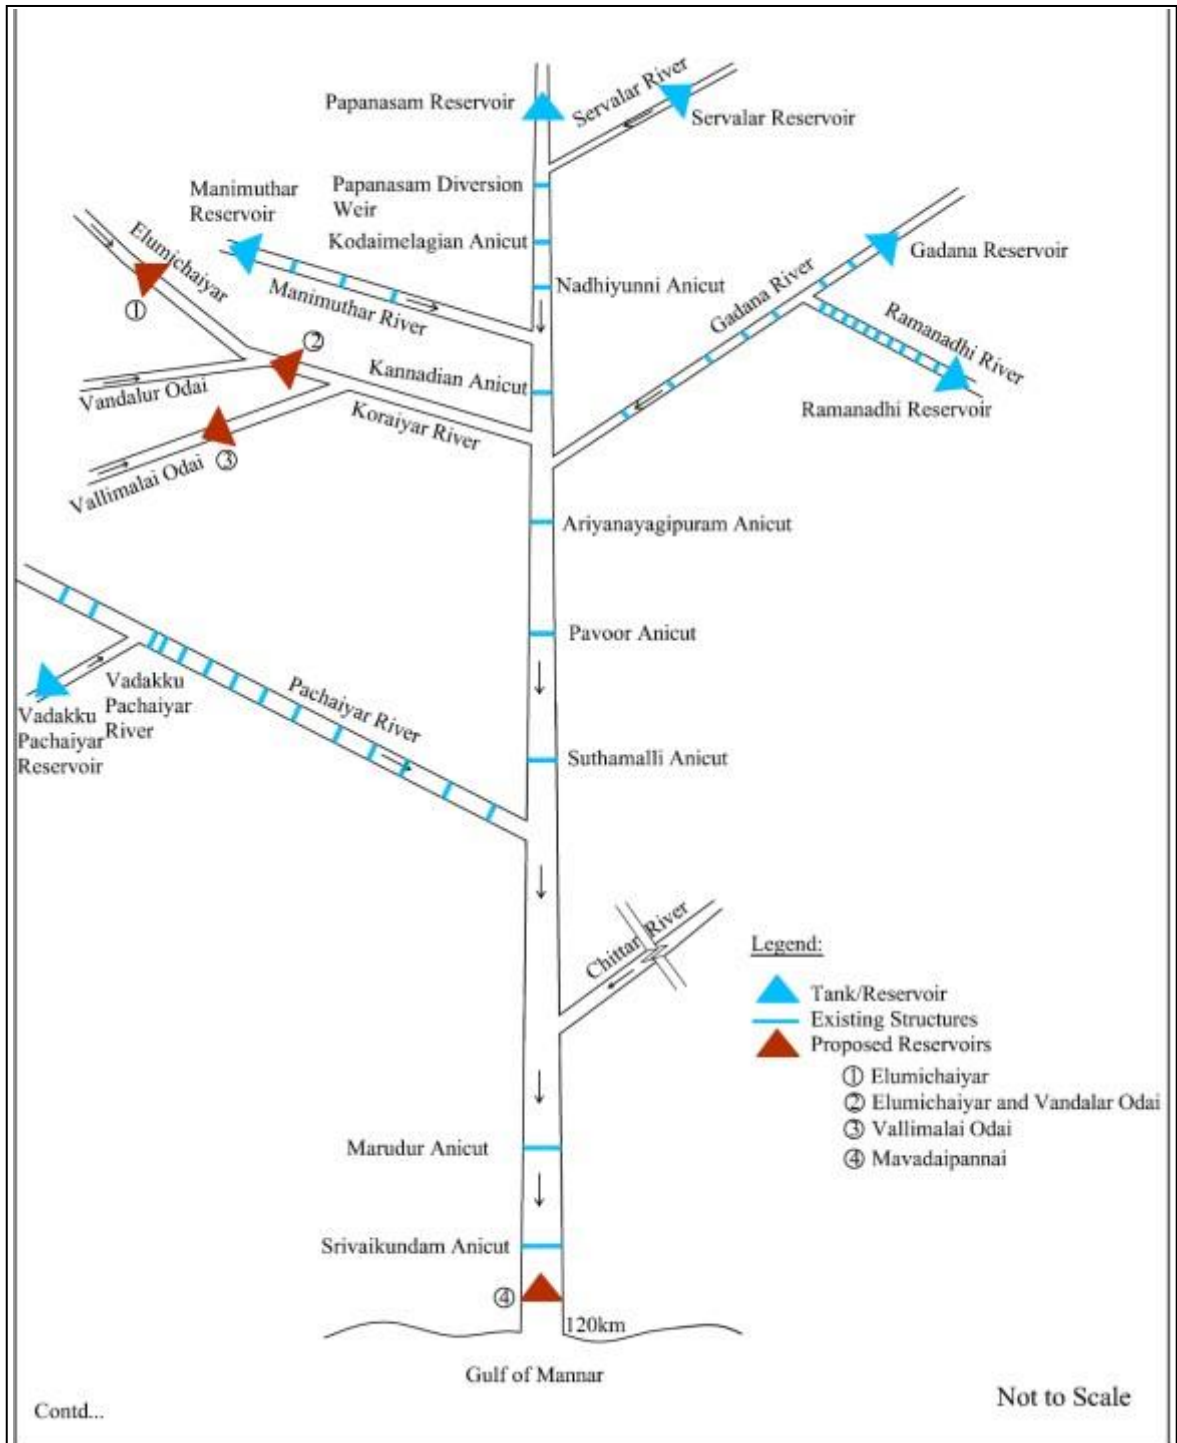 Papanasam Reservoir
Servalar River
Servalar Reservoir
Papanasam Diversion
Weir
Manimuthar
Reservoir
Kodaimelagian Anicut
Elumichaiyar
①
Manimuthar River
Nadhiyunni Anicut
Gadana River
Gadana Reservoir
Ramanadhi River
Ramanadhi Reservoir
②
Kannadian Anicut
Vandalur Odai
Koraiyar River
③
Vallimalai Odai
Ariyanayagipuram Anicut
Pavoor Anicut
Vadakku
Pachaiyar
River
Vadakku
Pachaiyar
Reservoir
Pachaiyar River
Suthamalli Anicut
Chittar River
Legend:
Tank/Reservoir
Existing Structures
Proposed Reservoirs
① Elumichaiyar
② Elumichaiyar and Vandalar Odai
③ Vallimalai Odai
④ Mavadaipannai
Marudur Anicut
Srivaikundam Anicut
④
120km
Gulf of Mannar
Not to Scale
Contd...